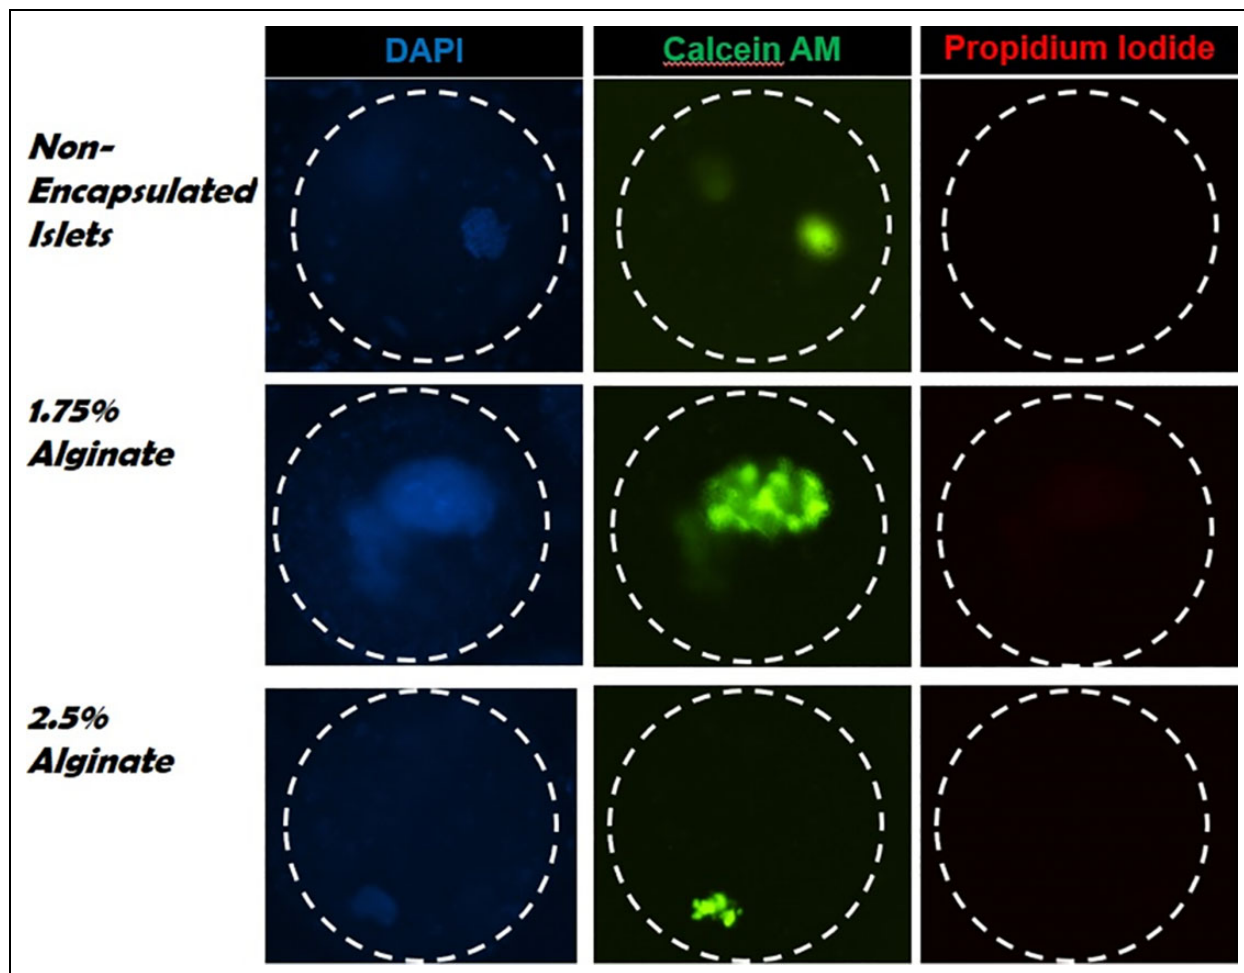 DAPI
Calcein AM
Propidium Iodide
Non-
Encapsulated
Islets
1.75%
Alginate
2.5%
Alginate